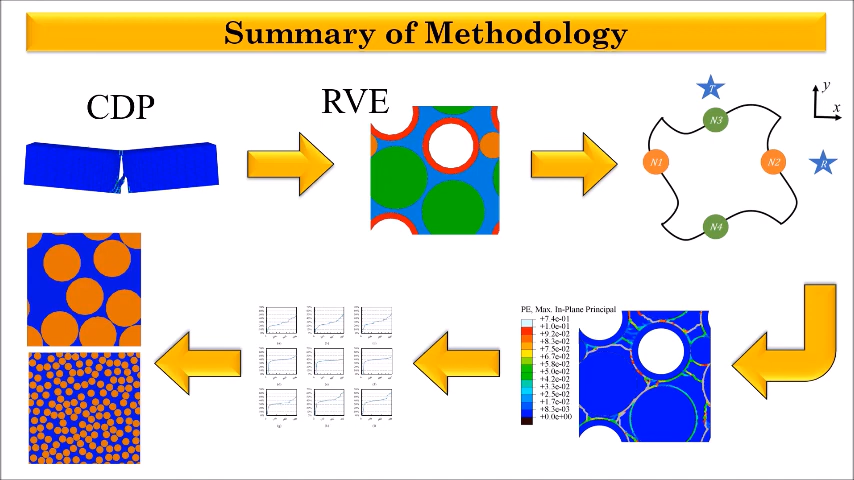 Summary of Methodology
CDP
RVE
T
y
x
N3
N1
N2
R
N4
PE, Max. In-Plane Principal
+7.4e-01
+1.0e-01
+9.2e-02
+8.3e-02
+7.5e-02
+6.7e-02
+5.8e-02
+5.0e-02
+4.2e-02
+3.3e-02
+2.5e-02
+1.7e-02
+8.3e-03
+0.0e+00